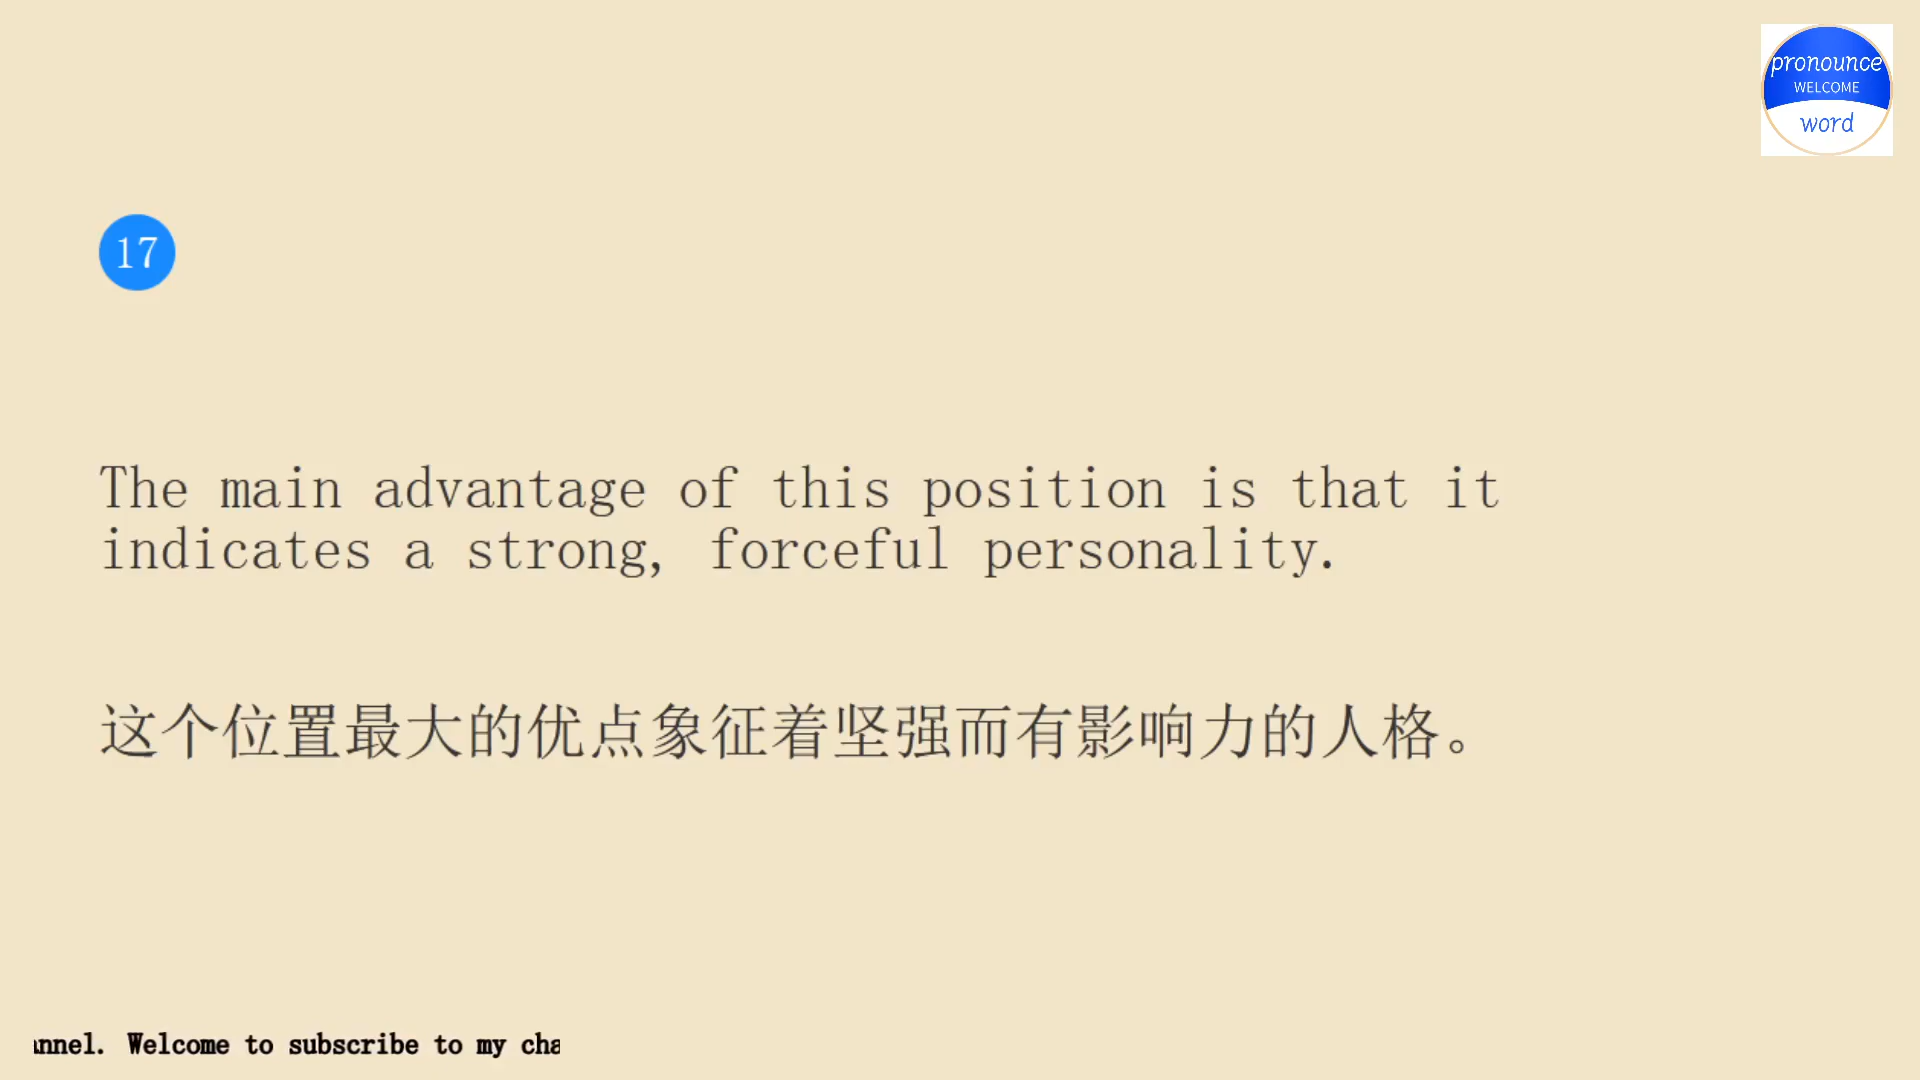 pronounce
WELCOME
word
17
The main advantage of this position is that it
indicates a strong, forceful personality.
这个位置最大的优点象征着坚强而有影响力的人格。
annel. Welcome to subscribe to my cha